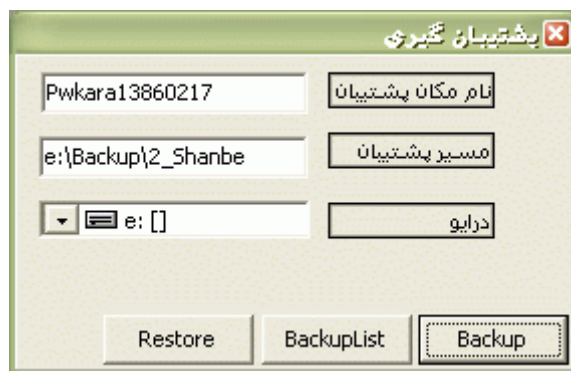 پشتیبان گیری
نام مکان پشتیبان
Pwkara13860217
مسیر پشتیبان
e:\Backup\2_Shanbe
درایو
e: []
Restore BackupList Backup